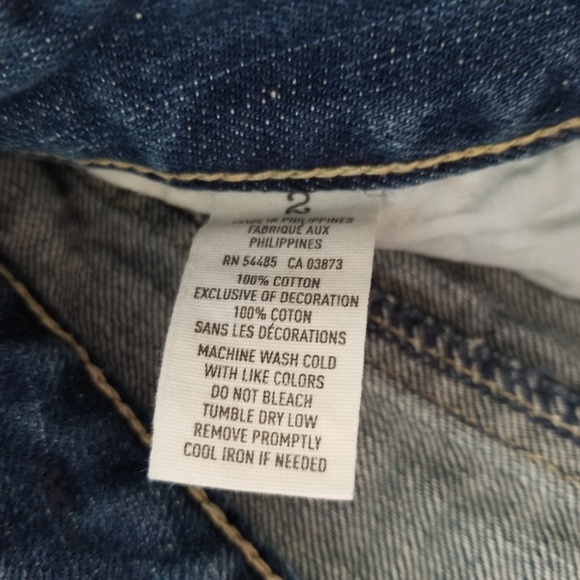 2
MADE IN PHILIPPINES
FABRIQUÉ AUX
PHILIPPINES
RN 54485 CA 03873
100% COTTON
EXCLUSIVE OF DECORATION
100% COTON
SANS LES DÉCORATIONS
MACHINE WASH COLD
WITH LIKE COLORS
DO NOT BLEACH
TUMBLE DRY LOW
REMOVE PROMPTLY
COOL IRON IF NEEDED